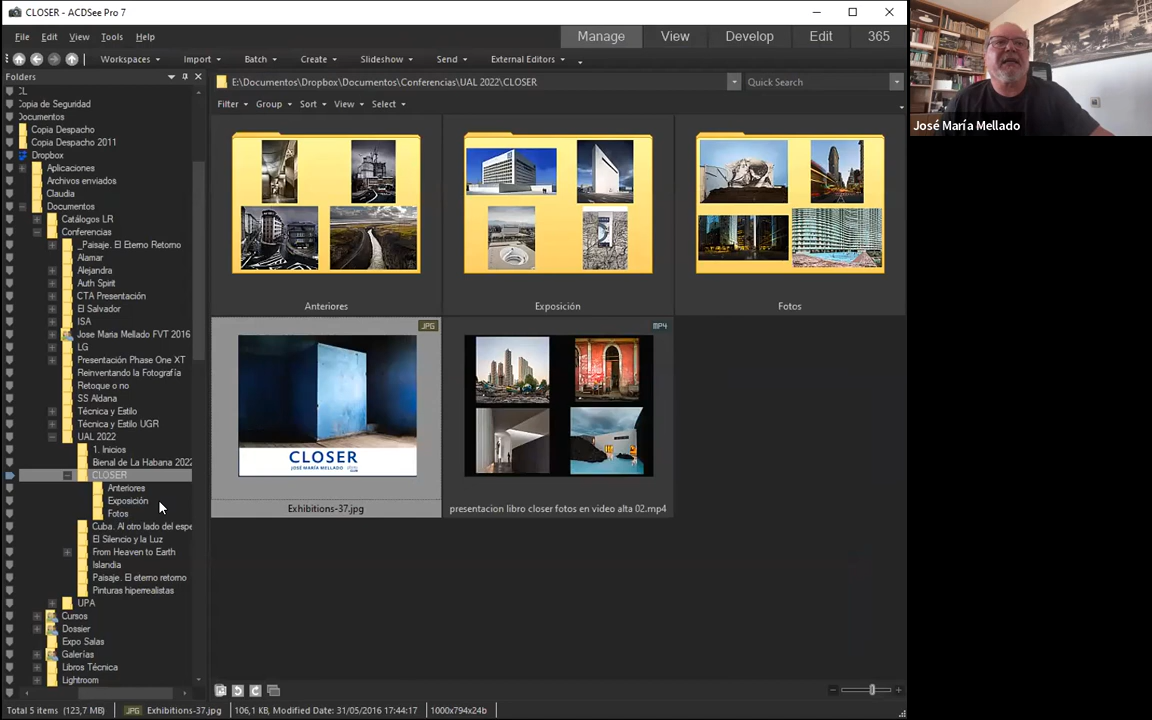 CLOSER - ACDSee Pro 7
File Edit View Tools Help
Manage View Develop Edit 365
Workspaces Import Batch Create Slideshow Send External Editors
Folders
E:\Documentos\Dropbox\Documentos\Conferencias\UAL 2022\CLOSER
Quick Search
Filter Group Sort View Select
CL
Copia de Seguridad
Documentos
Copia Despacho
Copia Despacho 2011
Dropbox
Aplicaciones
Archivos enviados
Claudia
Documentos
Catálogos LR
Conferencias
_Paisaje. El Eterno Retorno
Alamar
Alejandra
Auth Spirit
CTA Presentación
El Salvador
ISA
Jose Maria Mellado FVT 2016
LG
Presentación Phase One XT
Reinventando la Fotografía
Retoque o no
SS Aldana
Técnica y Estilo
Técnica y Estilo UGR
UAL 2022
1. Inicios
Bienal de La Habana 2022
CLOSER
Anteriores
Exposición
Fotos
Cuba. Al otro lado del espe
El Silencio y la Luz
From Heaven to Earth
Islandia
Paisaje. El eterno retorno
Pinturas hiperrealistas
UPA
Cursos
Dossier
Expo Salas
Galerías
Libros Técnica
Lightroom
Anteriores
Exposición
Fotos
JPG
MP4
CLOSER
JOSÉ MARÍA MELLADO
Exhibitions-37.jpg
presentacion libro closer fotos en video alta 02.mp4
Total 5 items (123,7 MB)
JPG
Exhibitions-37.jpg
106,1 KB, Modified Date: 31/05/2016 17:44:17
1000x794x24b
José María Mellado